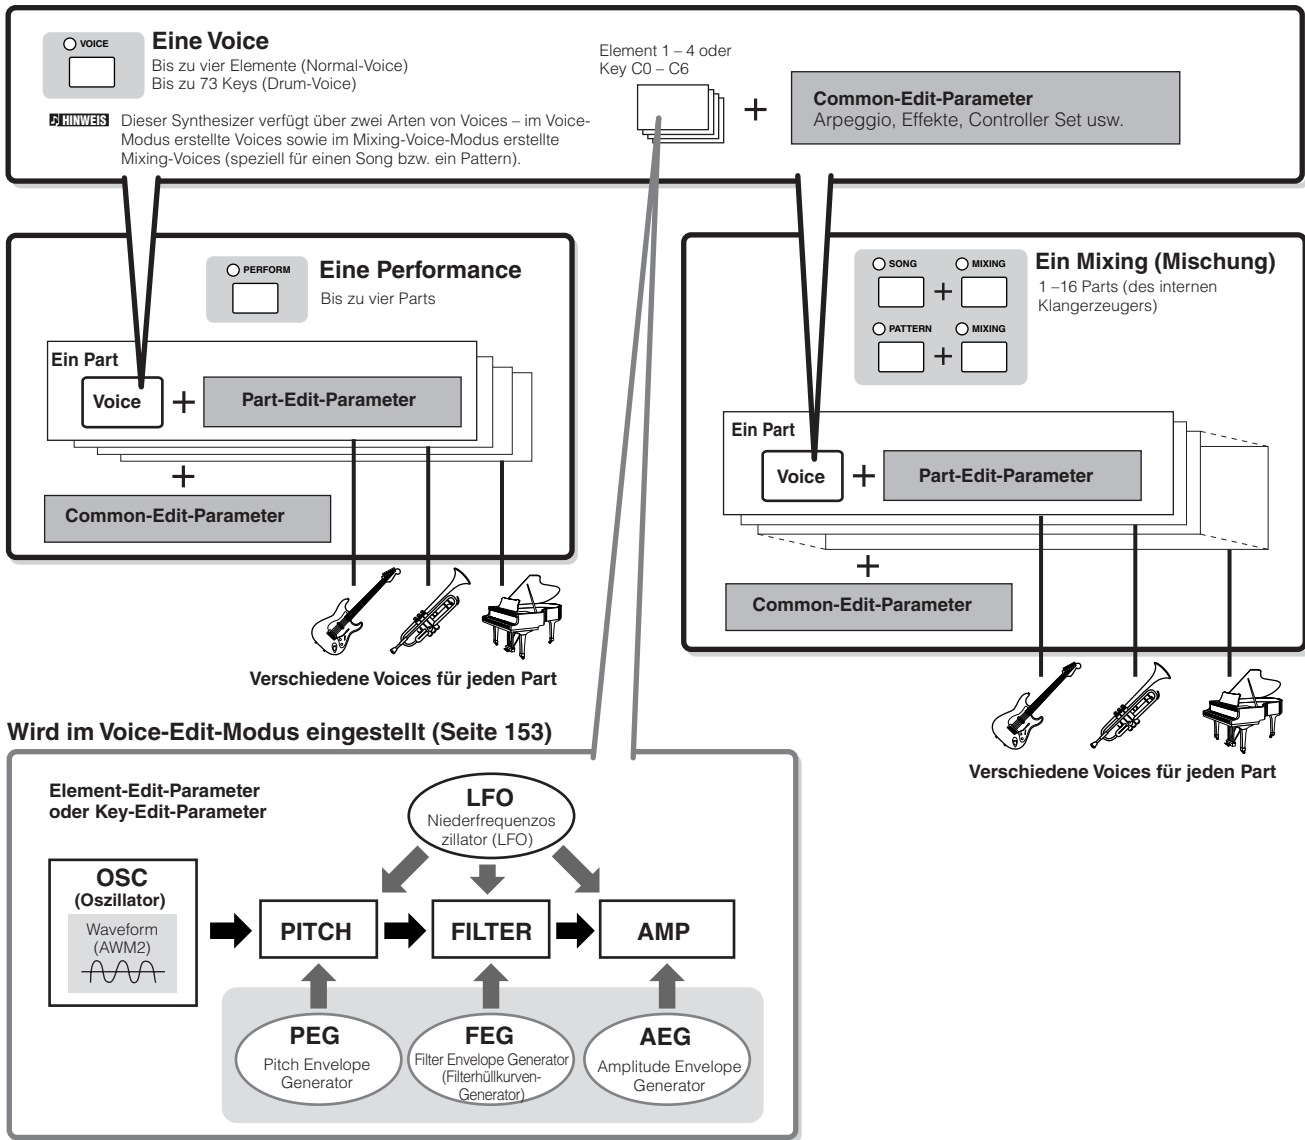 VOICE
Eine Voice
Bis zu vier Elemente (Normal-Voice)
Bis zu 73 Keys (Drum-Voice)
HINWEIS Dieser Synthesizer verfügt über zwei Arten von Voices – im Voice-
Modus erstellte Voices sowie im Mixing-Voice-Modus erstellte
Mixing-Voices (speziell für einen Song bzw. ein Pattern).
Element 1 – 4 oder
Key C0 – C6
+
Common-Edit-Parameter
Arpeggio, Effekte, Controller Set usw.
PERFORM
Eine Performance
Bis zu vier Parts
Ein Part
Voice + Part-Edit-Parameter
+
Common-Edit-Parameter
Verschiedene Voices für jeden Part
SONG + MIXING
PATTERN + MIXING
Ein Mixing (Mischung)
1 –16 Parts (des internen
Klangerzeugers)
Ein Part
Voice + Part-Edit-Parameter
+
Common-Edit-Parameter
Verschiedene Voices für jeden Part
Wird im Voice-Edit-Modus eingestellt (Seite 153)
Element-Edit-Parameter
oder Key-Edit-Parameter
LFO
Niederfrequenzos
zillator (LFO)
OSC
(Oszillator)
Waveform
(AWM2)
PITCH
FILTER
AMP
PEG
Pitch Envelope
Generator
FEG
Filter Envelope Generator
(Filterhüllkurven-
Generator)
AEG
Amplitude Envelope
Generator